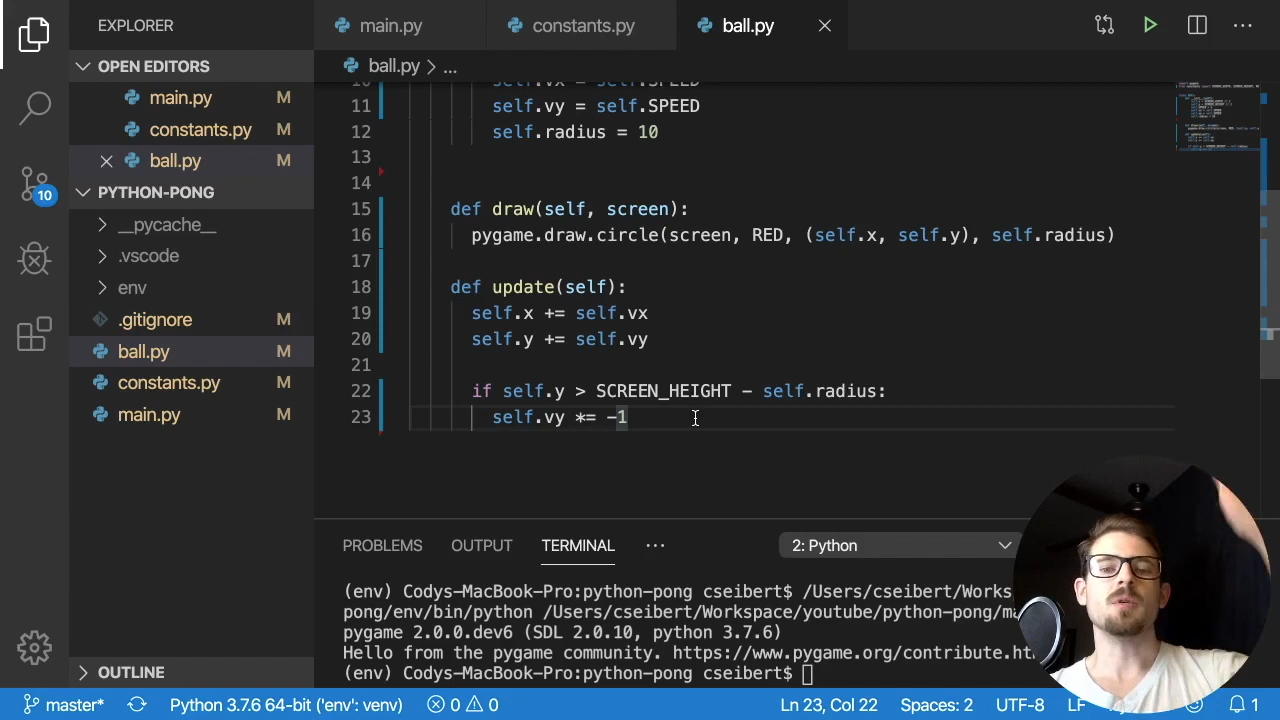 EXPLORER
main.py
constants.py
ball.py
OPEN EDITORS
main.py M
constants.py M
ball.py M
10
PYTHON-PONG
__pycache__
.vscode
env
.gitignore M
ball.py M
constants.py M
main.py M
OUTLINE
ball.py > ...
10 self.vx = self.SPEED
11 self.vy = self.SPEED
12 self.radius = 10
13
14
15 def draw(self, screen):
16 pygame.draw.circle(screen, RED, (self.x, self.y), self.radius)
17
18 def update(self):
19 self.x += self.vx
20 self.y += self.vy
21
22 if self.y > SCREEN_HEIGHT - self.radius:
23 self.vy *= -1
PROBLEMS OUTPUT TERMINAL ... 2: Python
(env) Codys-MacBook-Pro:python-pong cseibert$ /Users/cseibert/Works
pong/env/bin/python /Users/cseibert/Workspace/youtube/python-pong/ma
pygame 2.0.0.dev6 (SDL 2.0.10, python 3.7.6)
Hello from the pygame community. https://www.pygame.org/contribute.ht
(env) Codys-MacBook-Pro:python-pong cseibert$
master* Python 3.7.6 64-bit ('env': venv) 0 0 Ln 23, Col 22 Spaces: 2 UTF-8 LF 1